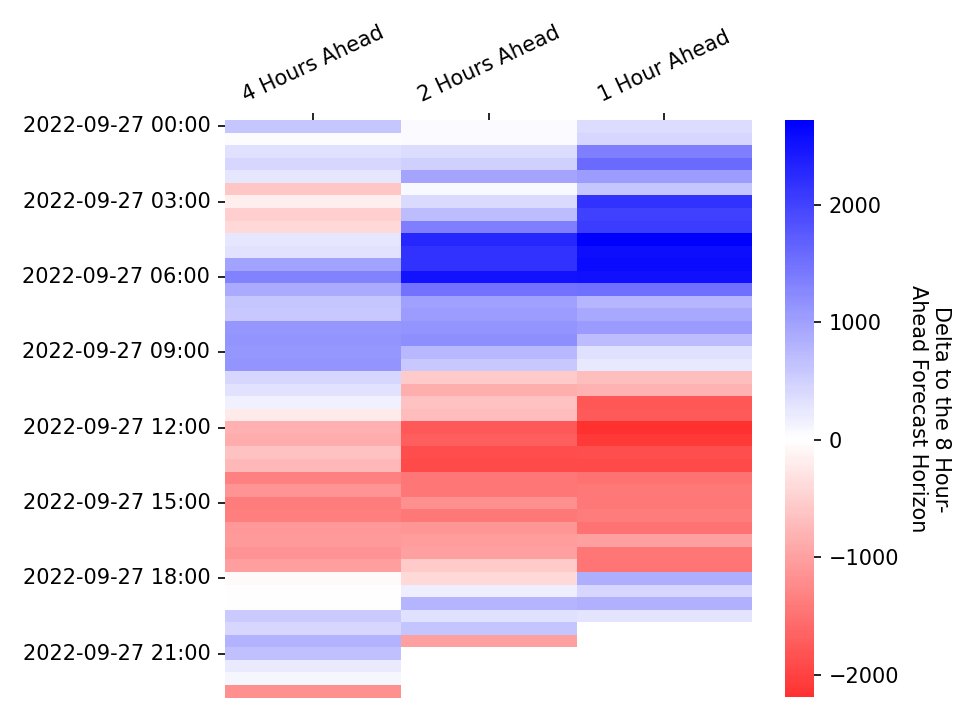 4 Hours Ahead
2 Hours Ahead
1 Hour Ahead
2022-09-27 00:00
2022-09-27 03:00
2022-09-27 06:00
2022-09-27 09:00
2022-09-27 12:00
2022-09-27 15:00
2022-09-27 18:00
2022-09-27 21:00
2000
1000
0
−1000
−2000
Delta to the 8 Hour-
Ahead Forecast Horizon